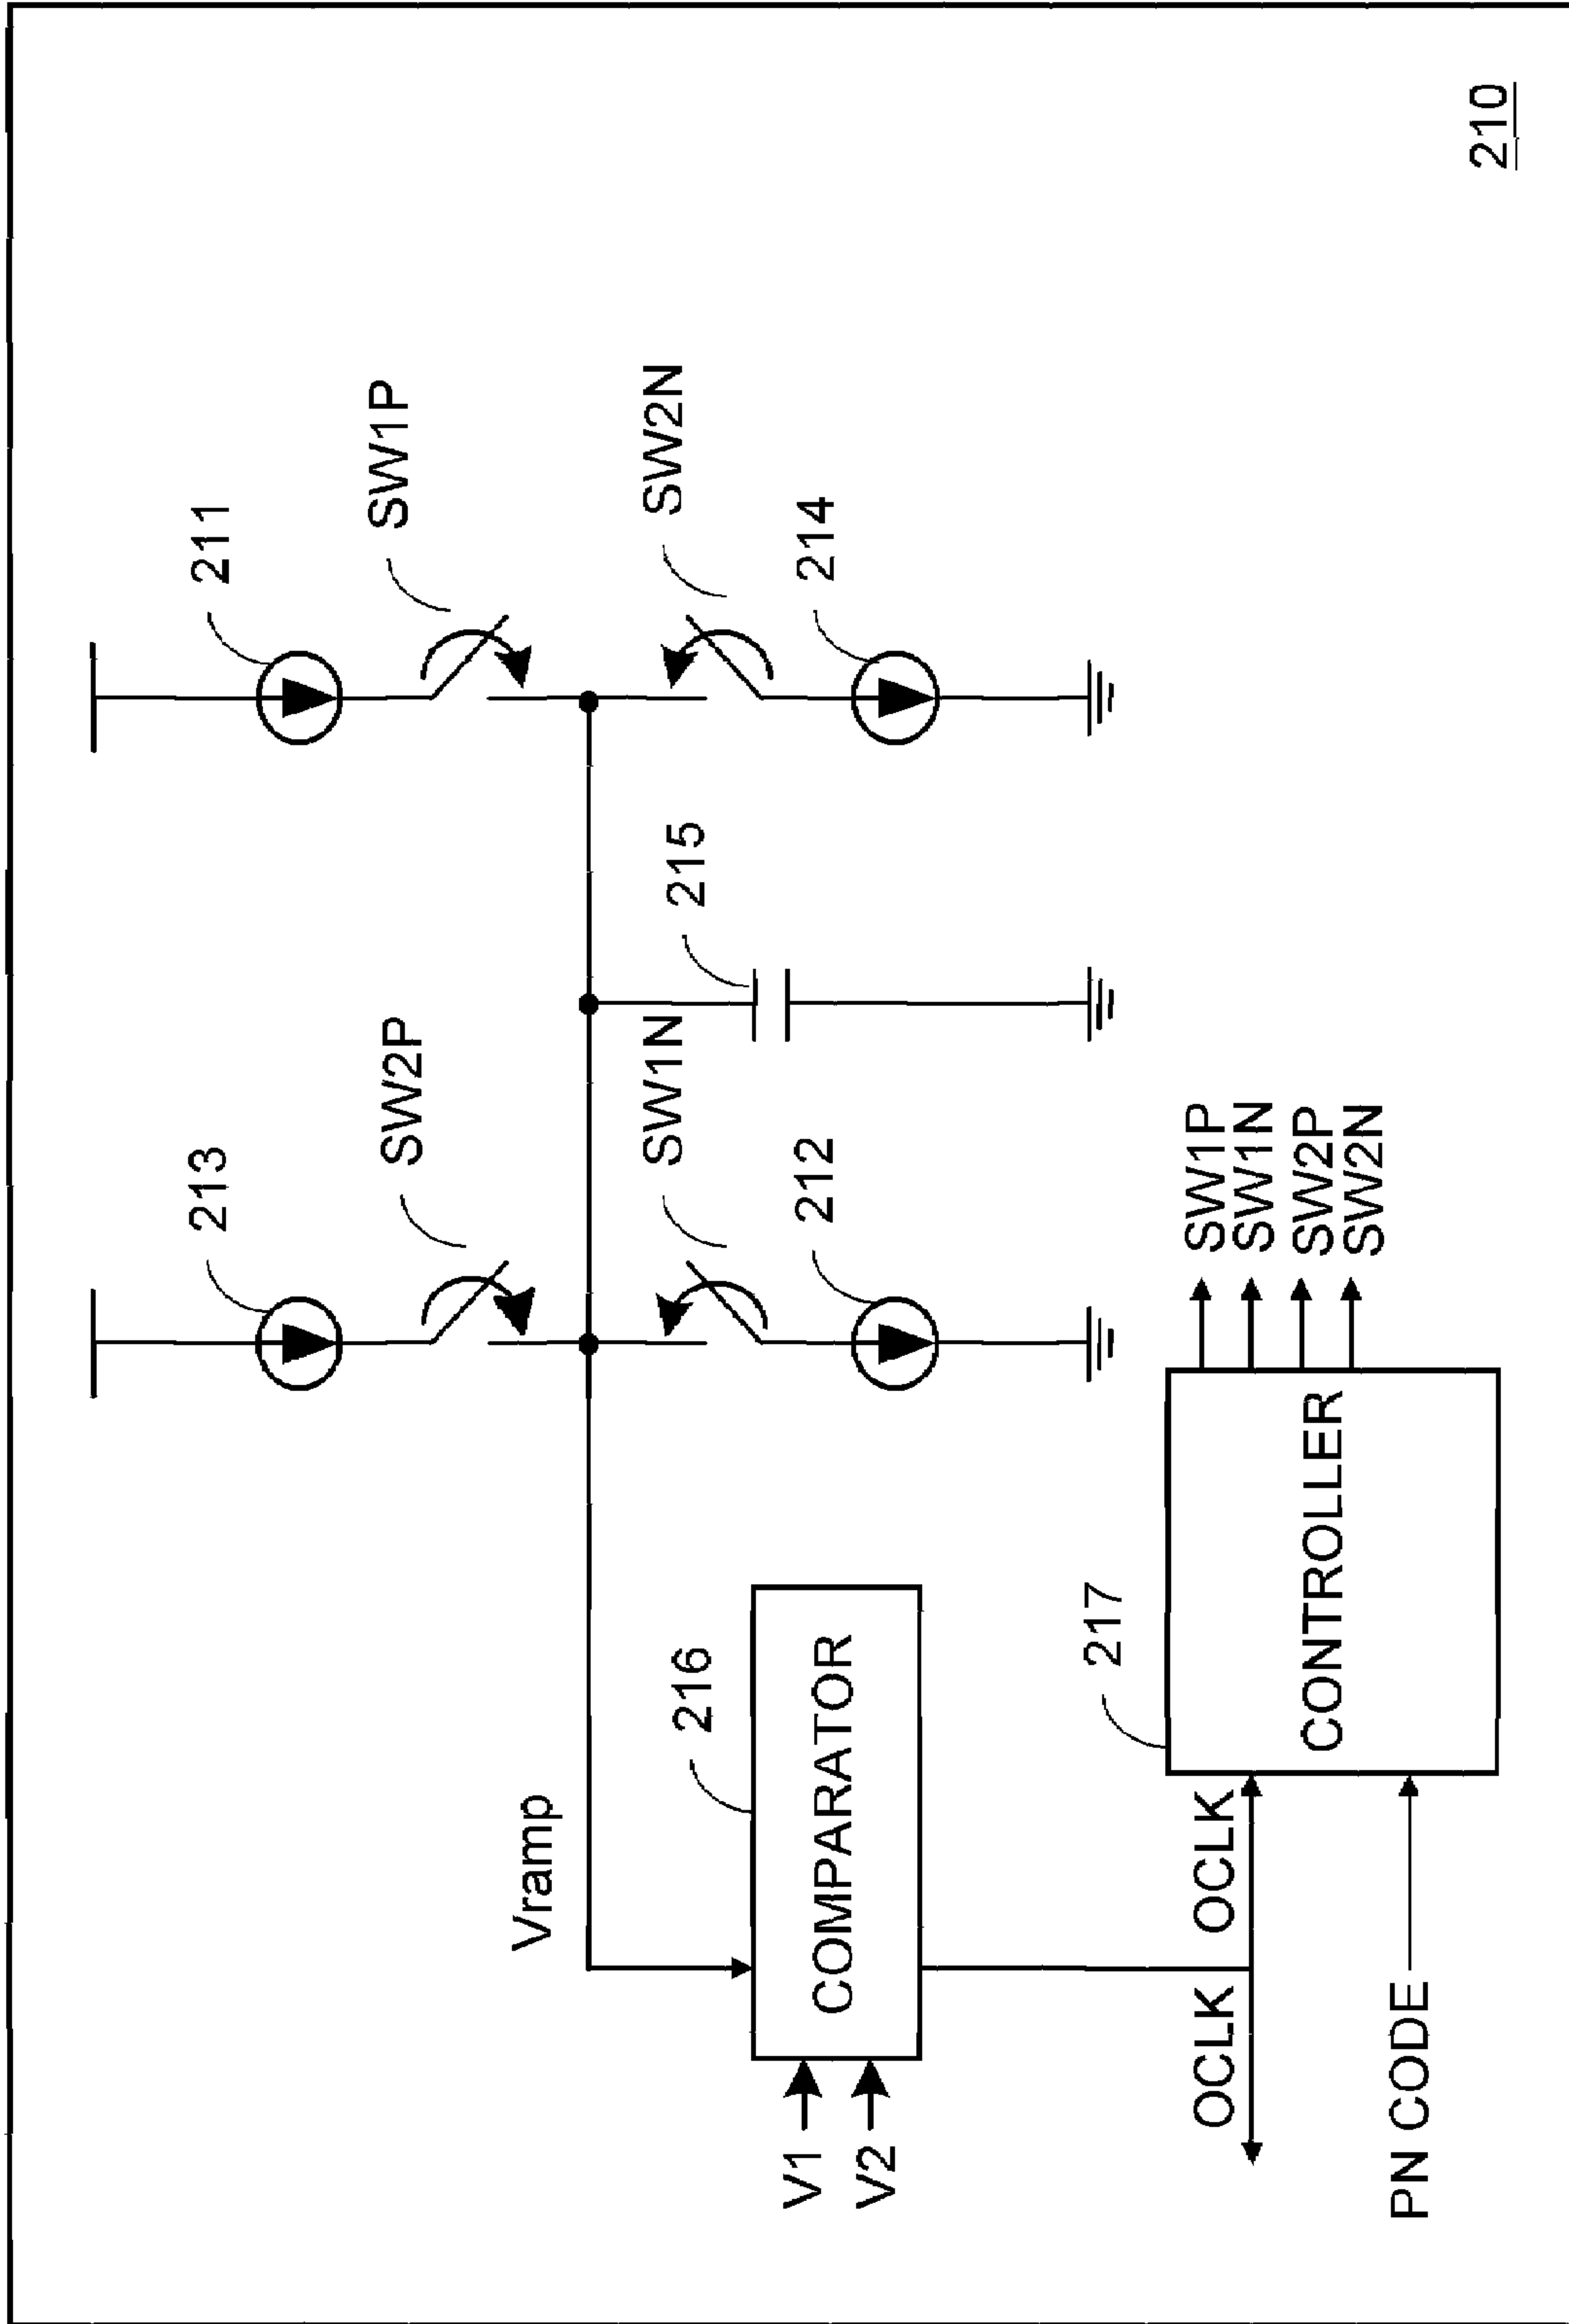 213
211
SW2P
SW1P
Vramp
SW1N
SW2N
216
215
212
214
V1
V2
COMPARATOR
217
OCLK
OCLK
PN CODE
CONTROLLER
SW1P
SW1N
SW2P
SW2N
210